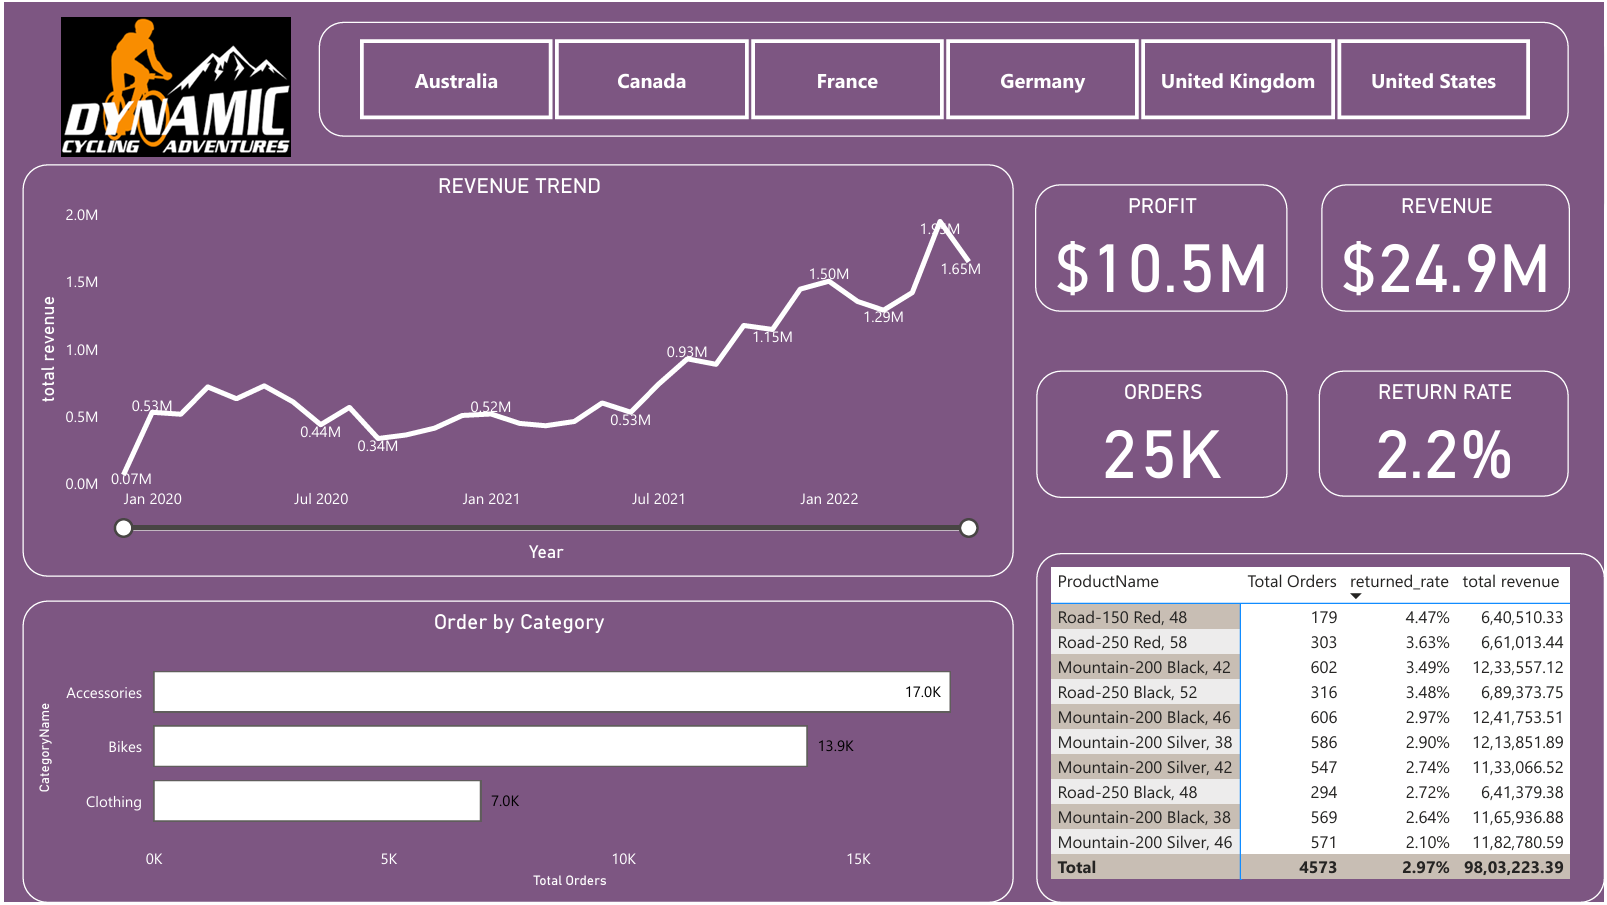 DYNAMIC
CYCLING ADVENTURES
Australia
Canada
France
Germany
United Kingdom
United States
REVENUE TREND
total revenue
2.0M
1.5M
1.0M
0.5M
0.0M
0.07M
0.53M
0.44M
0.34M
0.52M
0.53M
0.93M
1.15M
1.50M
1.29M
1.65M
Jan 2020
Jul 2020
Jan 2021
Jul 2021
Jan 2022
Year
PROFIT
$10.5M
REVENUE
$24.9M
ORDERS
25K
RETURN RATE
2.2%
Order by Category
CategoryName
Accessories 17.0K
Bikes 13.9K
Clothing 7.0K
0K 5K 10K 15K
Total Orders
ProductName Total Orders returned_rate total revenue
Road-150 Red, 48 179 4.47% 6,40,510.33
Road-250 Red, 58 303 3.63% 6,61,013.44
Mountain-200 Black, 42 602 3.49% 12,33,557.12
Road-250 Black, 52 316 3.48% 6,89,373.75
Mountain-200 Black, 46 606 2.97% 12,41,753.51
Mountain-200 Silver, 38 586 2.90% 12,13,851.89
Mountain-200 Silver, 42 547 2.74% 11,33,066.52
Road-250 Black, 48 294 2.72% 6,41,379.38
Mountain-200 Black, 38 569 2.64% 11,65,936.88
Mountain-200 Silver, 46 571 2.10% 11,82,780.59
Total 4573 2.97% 98,03,223.39